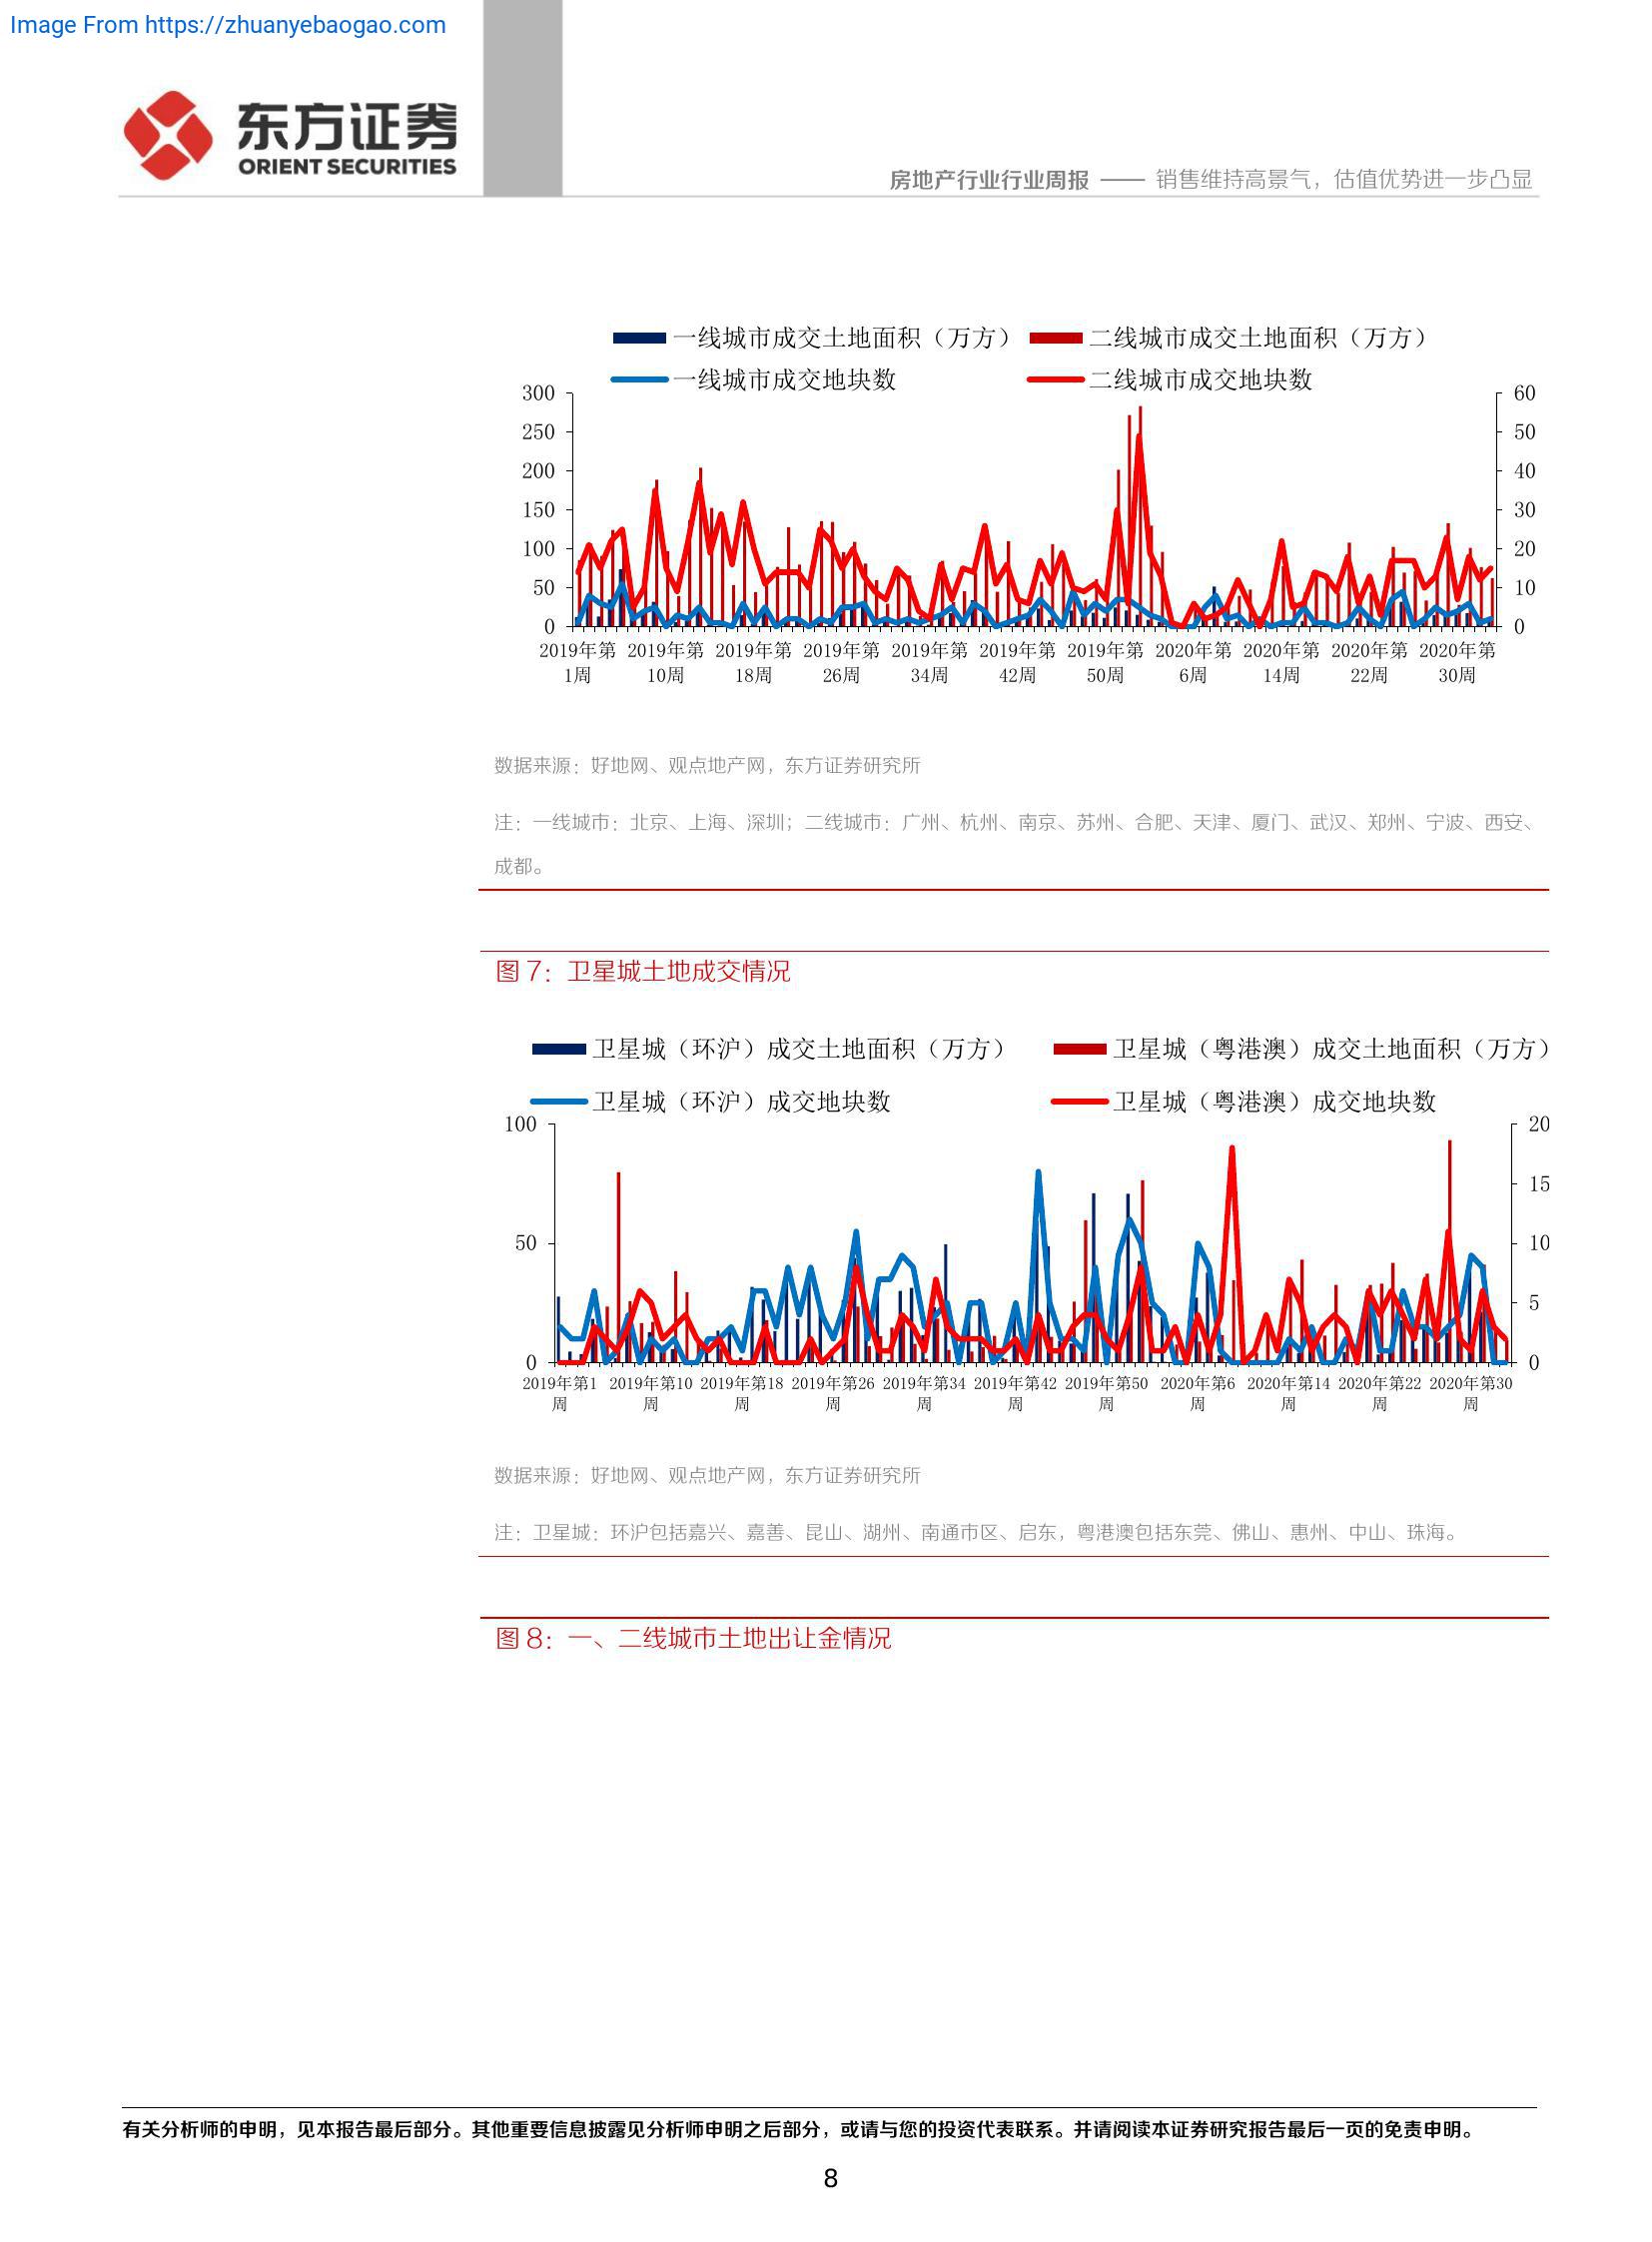 Image From https://zhuanyebaogao.com
东方证券
ORIENT SECURITIES
房地产行业行业周报 —— 销售维持高景气，估值优势进一步凸显
一线城市成交土地面积（万方） 二线城市成交土地面积（万方）
一线城市成交地块数 二线城市成交地块数
300 60
250 50
200 40
150 30
100 20
50 10
0 0
2019年第 2019年第 2019年第 2019年第 2019年第 2019年第 2019年第 2020年第 2020年第 2020年第 2020年第
1周 10周 18周 26周 34周 42周 50周 6周 14周 22周 30周
数据来源：好地网、观点地产网，东方证券研究所
注：一线城市：北京、上海、深圳；二线城市：广州、杭州、南京、苏州、合肥、天津、厦门、武汉、郑州、宁波、西安、
成都。
图 7：卫星城土地成交情况
卫星城（环沪）成交土地面积（万方） 卫星城（粤港澳）成交土地面积（万方）
卫星城（环沪）成交地块数 卫星城（粤港澳）成交地块数
100 20
15
50 10
5
0 0
2019年第1 2019年第10 2019年第18 2019年第26 2019年第34 2019年第42 2019年第50 2020年第6 2020年第14 2020年第22 2020年第30
周 周 周 周 周 周 周 周 周 周 周
数据来源：好地网、观点地产网，东方证券研究所
注：卫星城：环沪包括嘉兴、嘉善、昆山、湖州、南通市区、启东，粤港澳包括东莞、佛山、惠州、中山、珠海。
图 8：一、二线城市土地出让金情况
有关分析师的申明，见本报告最后部分。其他重要信息披露见分析师申明之后部分，或请与您的投资代表联系。并请阅读本证券研究报告最后一页的免责申明。
8